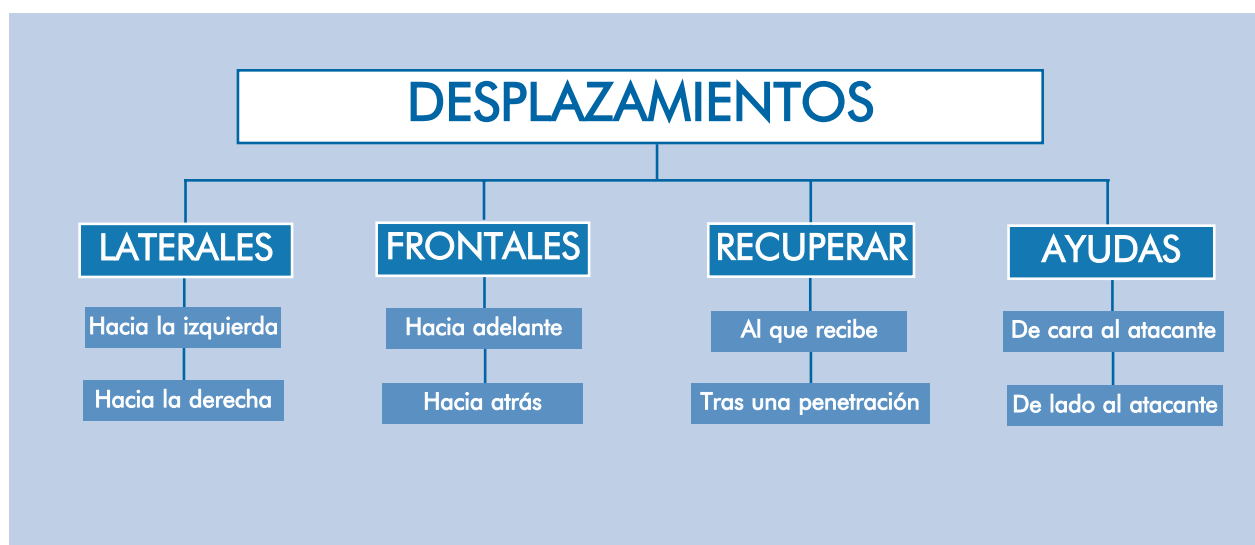 DESPLAZAMIENTOS
LATERALES
Hacia la izquierda
Hacia la derecha
FRONTALES
Hacia adelante
Hacia atrás
RECUPERAR
Al que recibe
Tras una penetración
AYUDAS
De cara al atacante
De lado al atacante